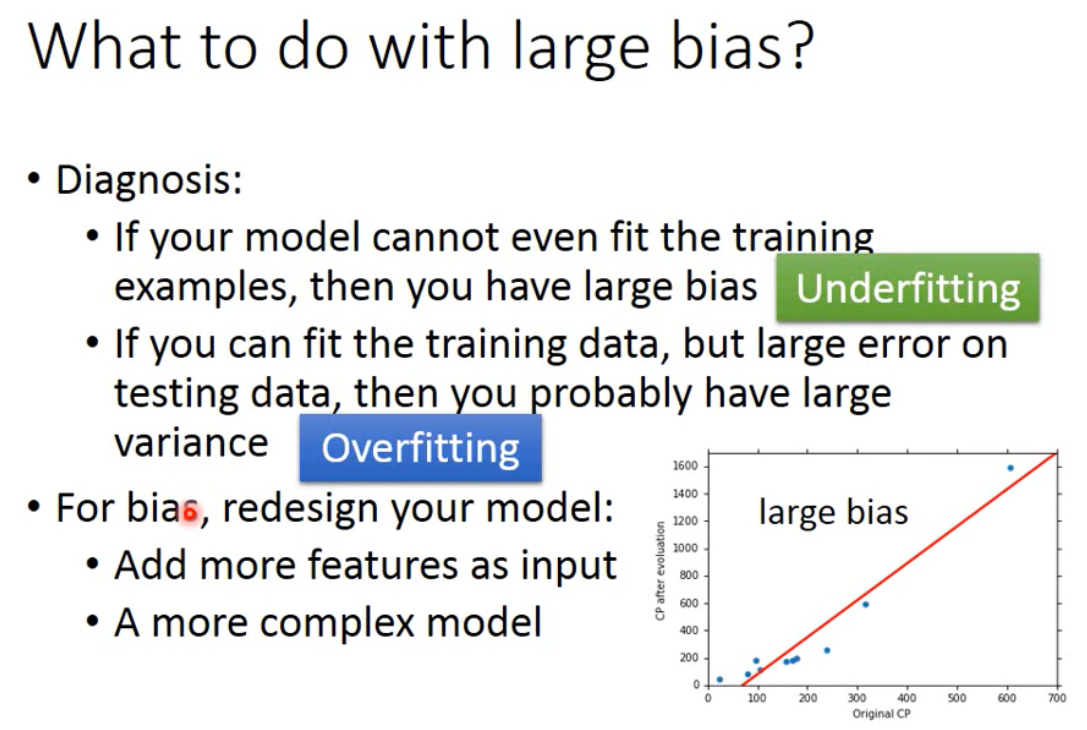 What to do with large bias?
• Diagnosis:
• If your model cannot even fit the training
examples, then you have large bias
Underfitting
• If you can fit the training data, but large error on
testing data, then you probably have large
variance
Overfitting
• For bias, redesign your model:
• Add more features as input
• A more complex model
large bias
CP after evoluation
1600
1400
1200
1000
800
600
400
200
0
0 100 200 300 400 500 600 700
Original CP